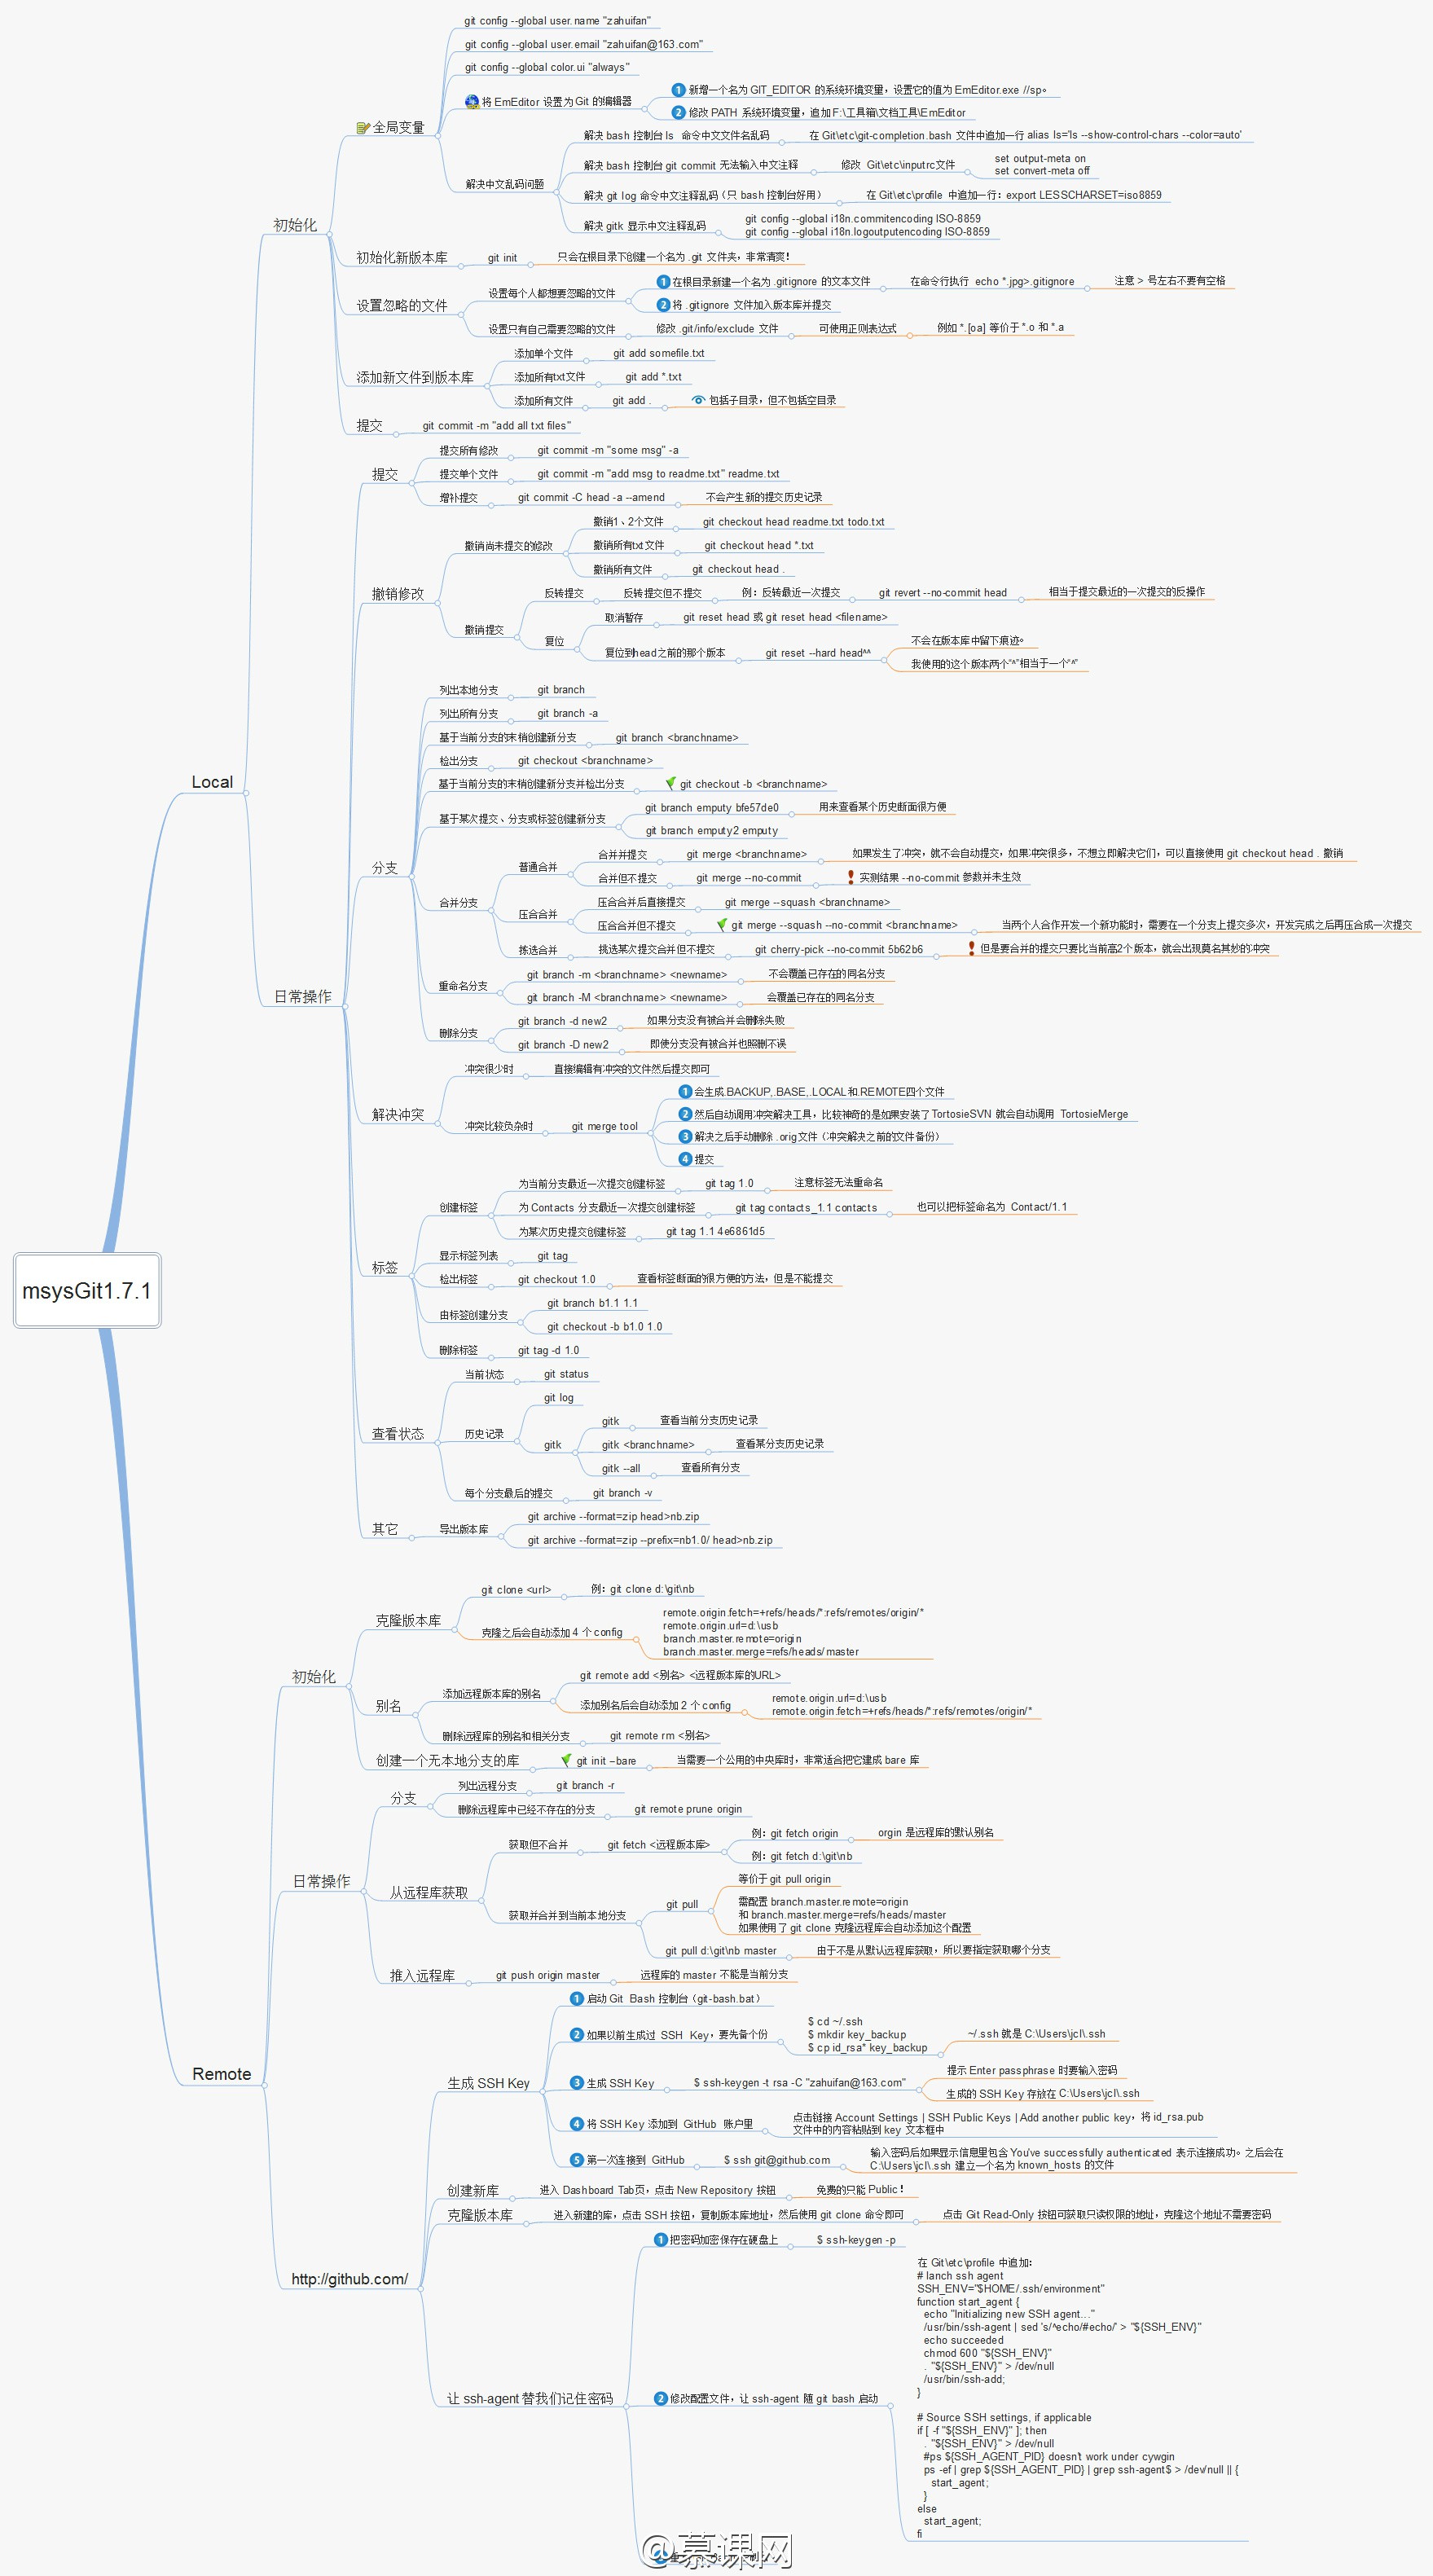 msysGit1.7.1
Local
初始化
全局变量
git config --global user.name "zahuifan"
git config --global user.email "zahuifan@163.com"
git config --global color.ui "always"
将 EmEditor 设置为 Git 的编辑器
1 新增一个名为 GIT_EDITOR 的系统环境变量，设置它的值为 EmEditor.exe //sp。
2 修改 PATH 系统环境变量，追加 F:\工具箱\文档工具\EmEditor
解决中文乱码问题
解决 bash 控制台 ls 命令中文文件名乱码
在 Git\etc\git-completion.bash 文件中追加一行 alias ls='ls --show-control-chars --color=auto'
解决 bash 控制台 git commit 无法输入中文注释
修改 Git\etc\inputrc文件
set output-meta on
set convert-meta off
解决 git log 命令中文注释乱码（只 bash 控制台好用）
在 Git\etc\profile 中追加一行：export LESSCHARSET=iso8859
解决 gitk 显示中文注释乱码
git config --global i18n.commitencoding ISO-8859
git config --global i18n.logoutputencoding ISO-8859
初始化新版本库
git init
只会在根目录下创建一个名为 .git 文件夹，非常清爽！
设置忽略的文件
设置每个人都想要忽略的文件
1 在根目录新建一个名为 .gitignore 的文本文件
在命令行执行 echo *.jpg>.gitignore
注意 > 号左右不要有空格
2 将 .gitignore 文件加入版本库并提交
设置只有自己需要忽略的文件
修改 .git/info/exclude 文件
可使用正则表达式
例如 *.[oa] 等价于 *.o 和 *.a
添加新文件到版本库
添加单个文件
git add somefile.txt
添加所有txt文件
git add *.txt
添加所有文件
git add .
包括子目录，但不包括空目录
提交
git commit -m "add all txt files"
日常操作
提交
提交所有修改
git commit -m "some msg" -a
提交单个文件
git commit -m "add msg to readme.txt" readme.txt
增补提交
git commit -C head -a --amend
不会产生新的提交历史记录
撤销修改
撤销尚未提交的修改
撤销1、2个文件
git checkout head readme.txt todo.txt
撤销所有txt文件
git checkout head *.txt
撤销所有文件
git checkout head .
撤销提交
反转提交
反转提交但不提交
例：反转最近一次提交
git revert --no-commit head
相当于提交最近的一次提交的反操作
复位
取消暂存
git reset head 或 git reset head <filename>
复位到head之前的那个版本
git reset --hard head^^
不会在版本库中留下痕迹。
我使用的这个版本两个"^"相当于一个"^"
分支
列出本地分支
git branch
列出所有分支
git branch -a
基于当前分支的末梢创建新分支
git branch <branchname>
检出分支
git checkout <branchname>
基于当前分支的末梢创建新分支并检出分支
git checkout -b <branchname>
基于某次提交、分支或标签创建新分支
git branch emputy bfe57de0
用来查看某个历史断面很方便
git branch emputy2 emputy
合并分支
普通合并
合并并提交
git merge <branchname>
如果发生了冲突，就不会自动提交，如果冲突很多，不想立即解决它们，可以直接使用 git checkout head . 撤销
合并但不提交
git merge --no-commit
实测结果 --no-commit 参数并未生效
压合合并
压合合并后直接提交
git merge --squash <branchname>
压合合并但不提交
git merge --squash --no-commit <branchname>
当两个人合作开发一个新功能时，需要在一个分支上提交多次，开发完成之后再压合成一次提交
拣选合并
挑选某次提交合并但不提交
git cherry-pick --no-commit 5b62b6
但是要合并的提交只要比当前高2个版本，就会出现莫名其妙的冲突
重命名分支
git branch -m <branchname> <newname>
不会覆盖已存在的同名分支
git branch -M <branchname> <newname>
会覆盖已存在的同名分支
删除分支
git branch -d new2
如果分支没有被合并会删除失败
git branch -D new2
即使分支没有被合并也照删不误
解决冲突
冲突很少时
直接编辑有冲突的文件然后提交即可
冲突比较负杂时
git merge tool
1 会生成.BACKUP,.BASE,.LOCAL和.REMOTE四个文件
2 然后自动调用冲突解决工具，比较神奇的是如果安装了TortosieSVN 就会自动调用 TortosieMerge
3 解决之后手动删除 .orig文件（冲突解决之前的文件备份）
4 提交
标签
创建标签
为当前分支最近一次提交创建标签
git tag 1.0
注意标签无法重命名
为 Contacts 分支最近一次提交创建标签
git tag contacts_1.1 contacts
也可以把标签命名为 Contact/1.1
为某次历史提交创建标签
git tag 1.1 4e6861d5
显示标签列表
git tag
检出标签
git checkout 1.0
查看标签断面的很方便的方法，但是不能提交
由标签创建分支
git branch b1.1 1.1
git checkout -b b1.0 1.0
删除标签
git tag -d 1.0
查看状态
当前状态
git status
历史记录
git log
gitk
gitk
查看当前分支历史记录
gitk <branchname>
查看某分支历史记录
gitk --all
查看所有分支
每个分支最后的提交
git branch -v
其它
导出版本库
git archive --format=zip head>nb.zip
git archive --format=zip --prefix=nb1.0/ head>nb.zip
Remote
初始化
克隆版本库
git clone <url>
例：git clone d:\git\nb
克隆之后会自动添加 4 个 config
remote.origin.fetch=+refs/heads/*:refs/remotes/origin/*
remote.origin.url=d:\usb
branch.master.remote=origin
branch.master.merge=refs/heads/master
别名
添加远程版本库的别名
git remote add <别名> <远程版本库的URL>
添加别名后会自动添加 2 个 config
remote.origin.url=d:\usb
remote.origin.fetch=+refs/heads/*:refs/remotes/origin/*
删除远程库的别名和相关分支
git remote rm <别名>
创建一个无本地分支的库
git init --bare
当需要一个公用的中央库时，非常适合把它建成 bare 库
日常操作
分支
列出远程分支
git branch -r
删除远程库中已经不存在的分支
git remote prune origin
从远程库获取
获取但不合并
git fetch <远程版本库>
例：git fetch origin
orgin 是远程库的默认别名
例：git fetch d:\git\nb
获取并合并到当前本地分支
git pull
等价于 git pull origin
需配置 branch.master.remote=origin
和 branch.master.merge=refs/heads/master
如果使用了 git clone 克隆远程库会自动添加这个配置
git pull d:\git\nb master
由于不是从默认远程库获取，所以要指定获取哪个分支
推入远程库
git push origin master
远程库的 master 不能是当前分支
http://github.com/
生成 SSH Key
1 启动 Git Bash 控制台（git-bash.bat）
2 如果以前生成过 SSH Key，要先备个份
$ cd ~/.ssh
$ mkdir key_backup
$ cp id_rsa* key_backup
~/.ssh 就是 C:\Users\jcl\.ssh
3 生成 SSH Key
$ ssh-keygen -t rsa -C "zahuifan@163.com"
提示 Enter passphrase 时要输入密码
生成的 SSH Key 存放在 C:\Users\jcl\.ssh
4 将 SSH Key 添加到 GitHub 账户里
点击链接 Account Settings | SSH Public Keys | Add another public key，将 id_rsa.pub
文件中的内容粘贴到 key 文本框中
5 第一次连接到 GitHub
$ ssh git@github.com
输入密码后如果显示信息里包含 You've successfully authenticated 表示连接成功。之后会在
C:\Users\jcl\.ssh 建立一个名为 known_hosts 的文件
创建新库
进入 Dashboard Tab页，点击 New Repository 按钮
免费的只能 Public！
克隆版本库
进入新建的库，点击 SSH 按钮，复制版本库地址，然后使用 git clone 命令即可
点击 Git Read-Only 按钮可获取只读权限的地址，克隆这个地址不需要密码
让 ssh-agent 替我们记住密码
1 把密码加密保存在硬盘上
$ ssh-keygen -p
2 修改配置文件，让 ssh-agent 随 git bash 启动
在 Git\etc\profile 中追加：
# lanch ssh agent
SSH_ENV="$HOME/.ssh/environment"
function start_agent {
echo "Initializing new SSH agent..."
/usr/bin/ssh-agent | sed 's/^echo/#echo/' > "${SSH_ENV}"
echo succeeded
chmod 600 "${SSH_ENV}"
. "${SSH_ENV}" > /dev/null
/usr/bin/ssh-add;
}
# Source SSH settings, if applicable
if [ -f "${SSH_ENV}" ]; then
. "${SSH_ENV}" > /dev/null
#ps ${SSH_AGENT_PID} doesn't work under cywgin
ps -ef | grep ${SSH_AGENT_PID} | grep ssh-agent$ > /dev/null || {
start_agent;
}
else
start_agent;
fi
@慕课网